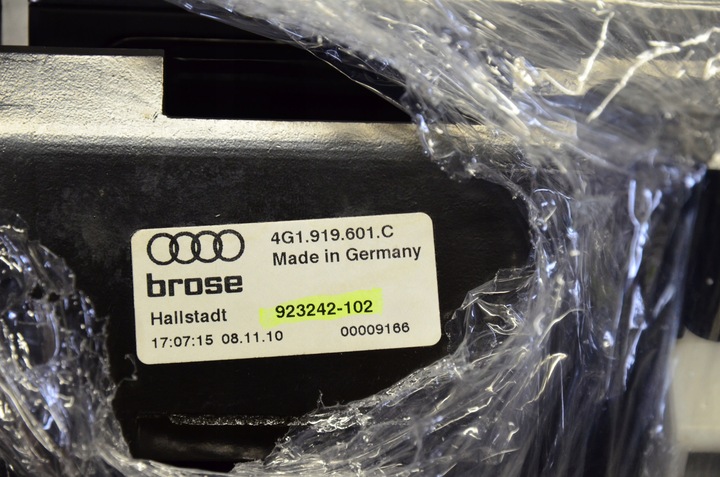 4G1.919.601.C
Made in Germany
brose
Hallstadt 923242-102
17:07:15 08.11.10 00009166